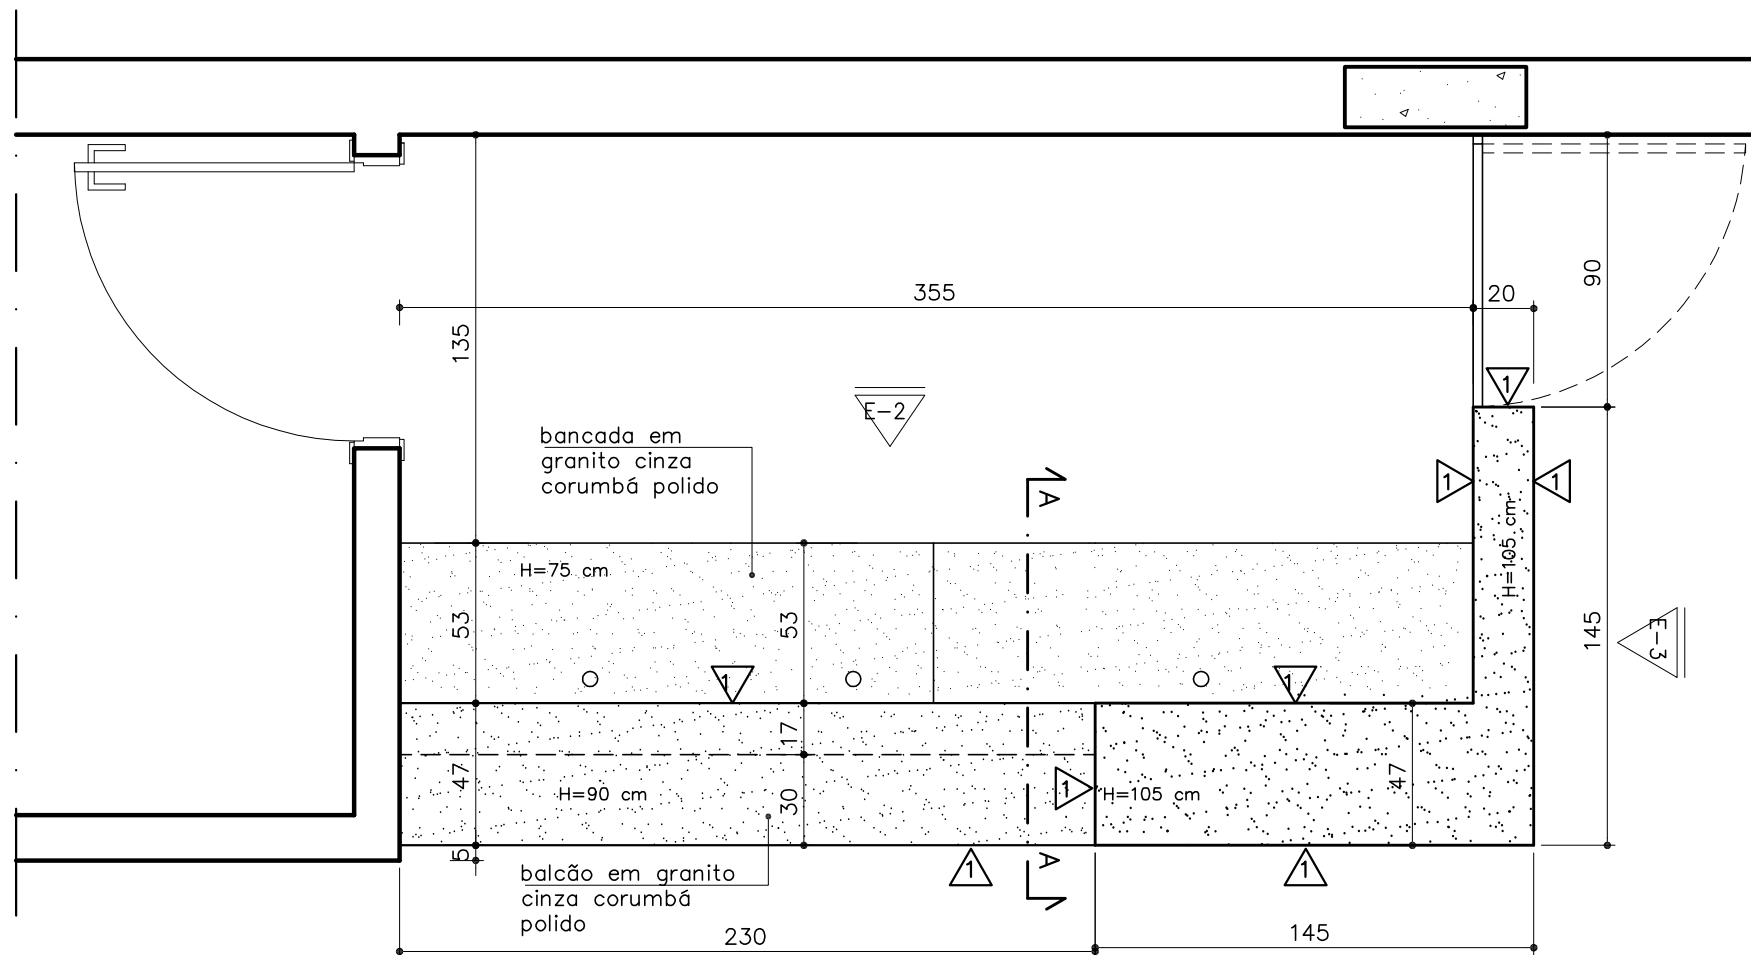 90
355
20
135
1
E-2
bancada em
granito cinza
corumbá polido
1
1
A
H=105 cm
H=75 cm
53
53
145
E-3
1
1
17
47
30
H=90 cm
1
H=105 cm
47
5
A
1
1
balcão em granito
cinza corumbá
polido
230
145